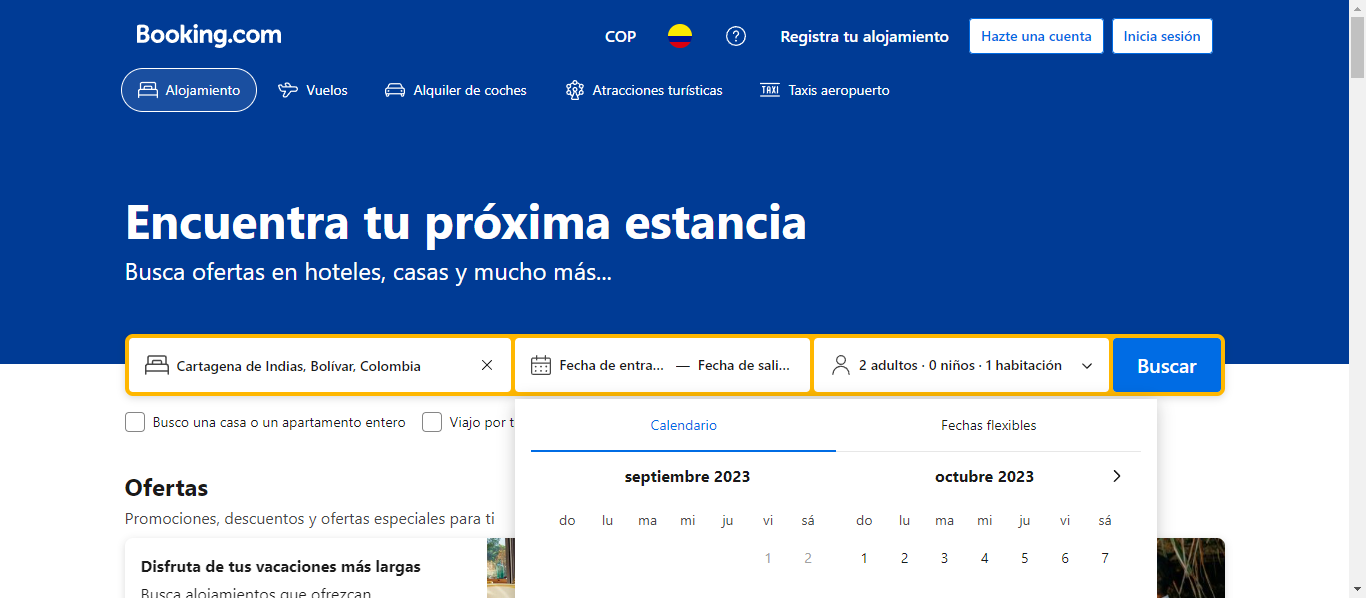 Booking.com
COP
Registra tu alojamiento
Hazte una cuenta
Inicia sesión
Alojamiento
Vuelos
Alquiler de coches
Atracciones turísticas
TAXI Taxis aeropuerto
Encuentra tu próxima estancia
Busca ofertas en hoteles, casas y mucho más...
Cartagena de Indias, Bolívar, Colombia
Fecha de entra... — Fecha de sali...
2 adultos · 0 niños · 1 habitación
Buscar
Busco una casa o un apartamento entero
Viajo por t
Calendario
Fechas flexibles
septiembre 2023
octubre 2023
Ofertas
Promociones, descuentos y ofertas especiales para ti
do lu ma mi ju vi sá
do lu ma mi ju vi sá
1 2
1 2 3 4 5 6 7
Disfruta de tus vacaciones más largas
Busca alojamientos que ofrezcan